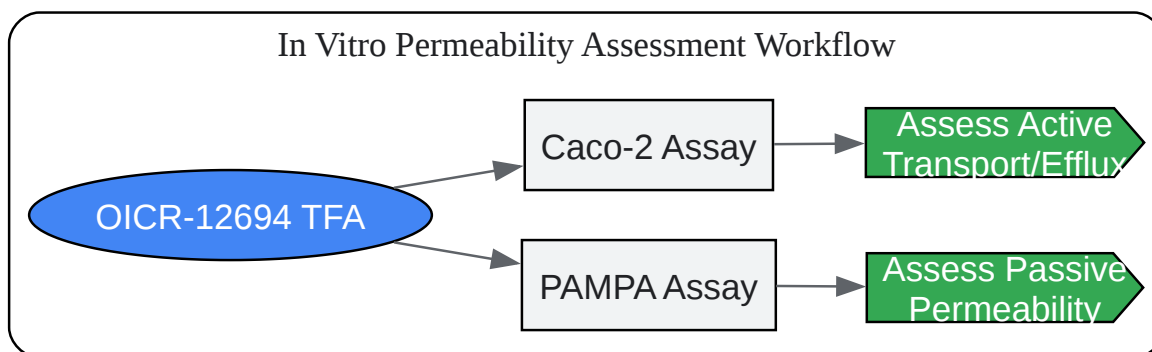 In Vitro Permeability Assessment Workflow
OICR-12694 TFA
Caco-2 Assay
Assess Active
Transport/Efflux
PAMPA Assay
Assess Passive
Permeability